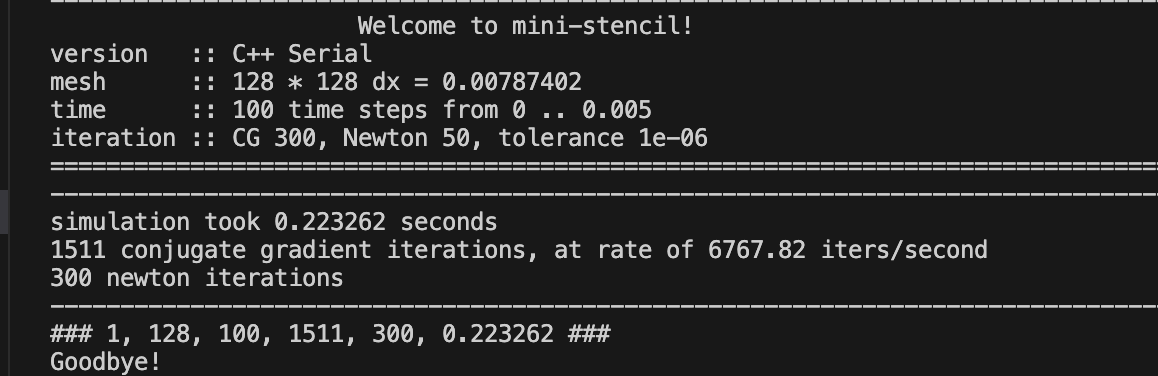 Welcome to mini-stencil!
version   :: C++ Serial
mesh      :: 128 * 128 dx = 0.00787402
time      :: 100 time steps from 0 .. 0.005
iteration :: CG 300, Newton 50, tolerance 1e-06
================================================================================
--------------------------------------------------------------------------------
simulation took 0.223262 seconds
1511 conjugate gradient iterations, at rate of 6767.82 iters/second
300 newton iterations
--------------------------------------------------------------------------------
### 1, 128, 100, 1511, 300, 0.223262 ###
Goodbye!